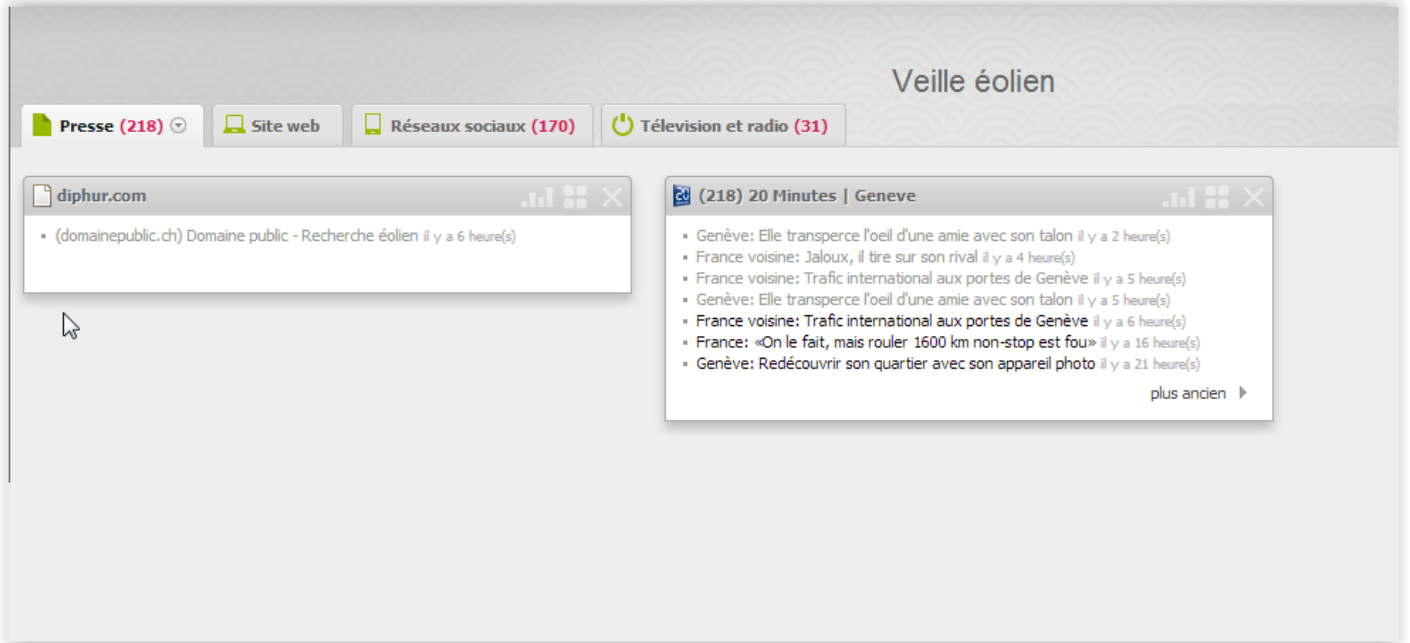 Veille éolien
Presse (218)
Site web
Réseaux sociaux (170)
Télevision et radio (31)
diphur.com
(domainepublic.ch) Domaine public - Recherche éolien il y a 6 heure(s)
(218) 20 Minutes | Geneve
Genève: Elle transperce l'oeil d'une amie avec son talon il y a 2 heure(s)
France voisine: Jaloux, il tire sur son rival il y a 4 heure(s)
France voisine: Trafic international aux portes de Genève il y a 5 heure(s)
Genève: Elle transperce l'oeil d'une amie avec son talon il y a 5 heure(s)
France voisine: Trafic international aux portes de Genève il y a 6 heure(s)
France: «On le fait, mais rouler 1600 km non-stop est fou» il y a 16 heure(s)
Genève: Redécouvrir son quartier avec son appareil photo il y a 21 heure(s)
plus ancien